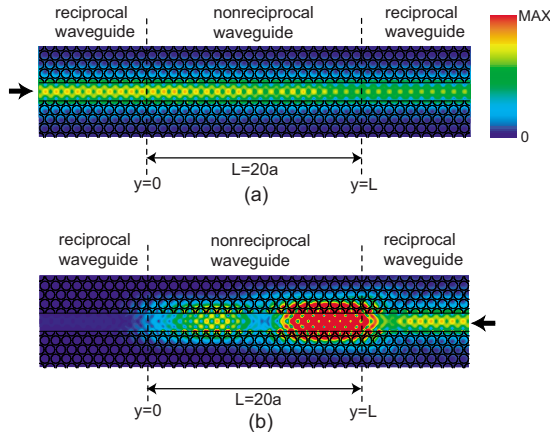 reciprocal
waveguide
nonreciprocal
waveguide
reciprocal
waveguide
MAX
0
L=20a
y=0
y=L
(a)
reciprocal
waveguide
nonreciprocal
waveguide
reciprocal
waveguide
L=20a
y=0
y=L
(b)